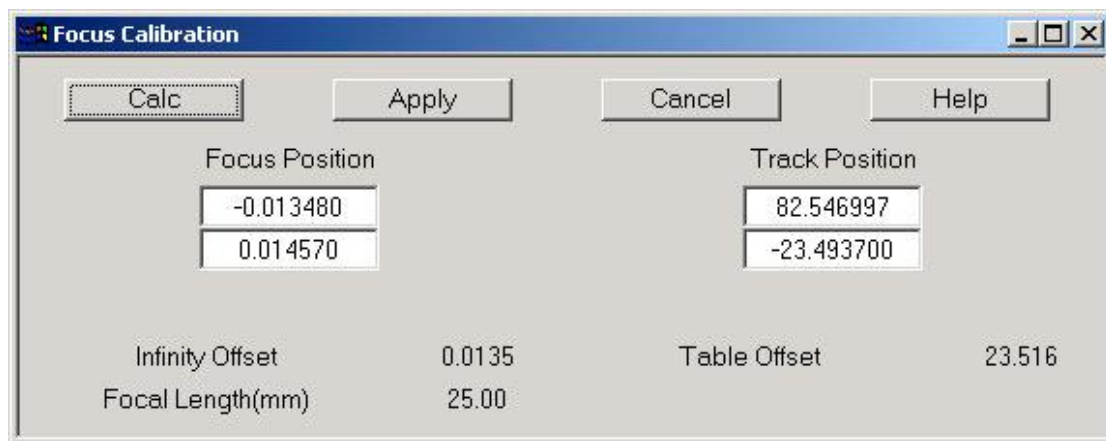 Focus Calibration
Calc Apply Cancel Help
Focus Position Track Position
-0.013480 82.546997
0.014570 -23.493700
Infinity Offset 0.0135 Table Offset 23.516
Focal Length(mm) 25.00